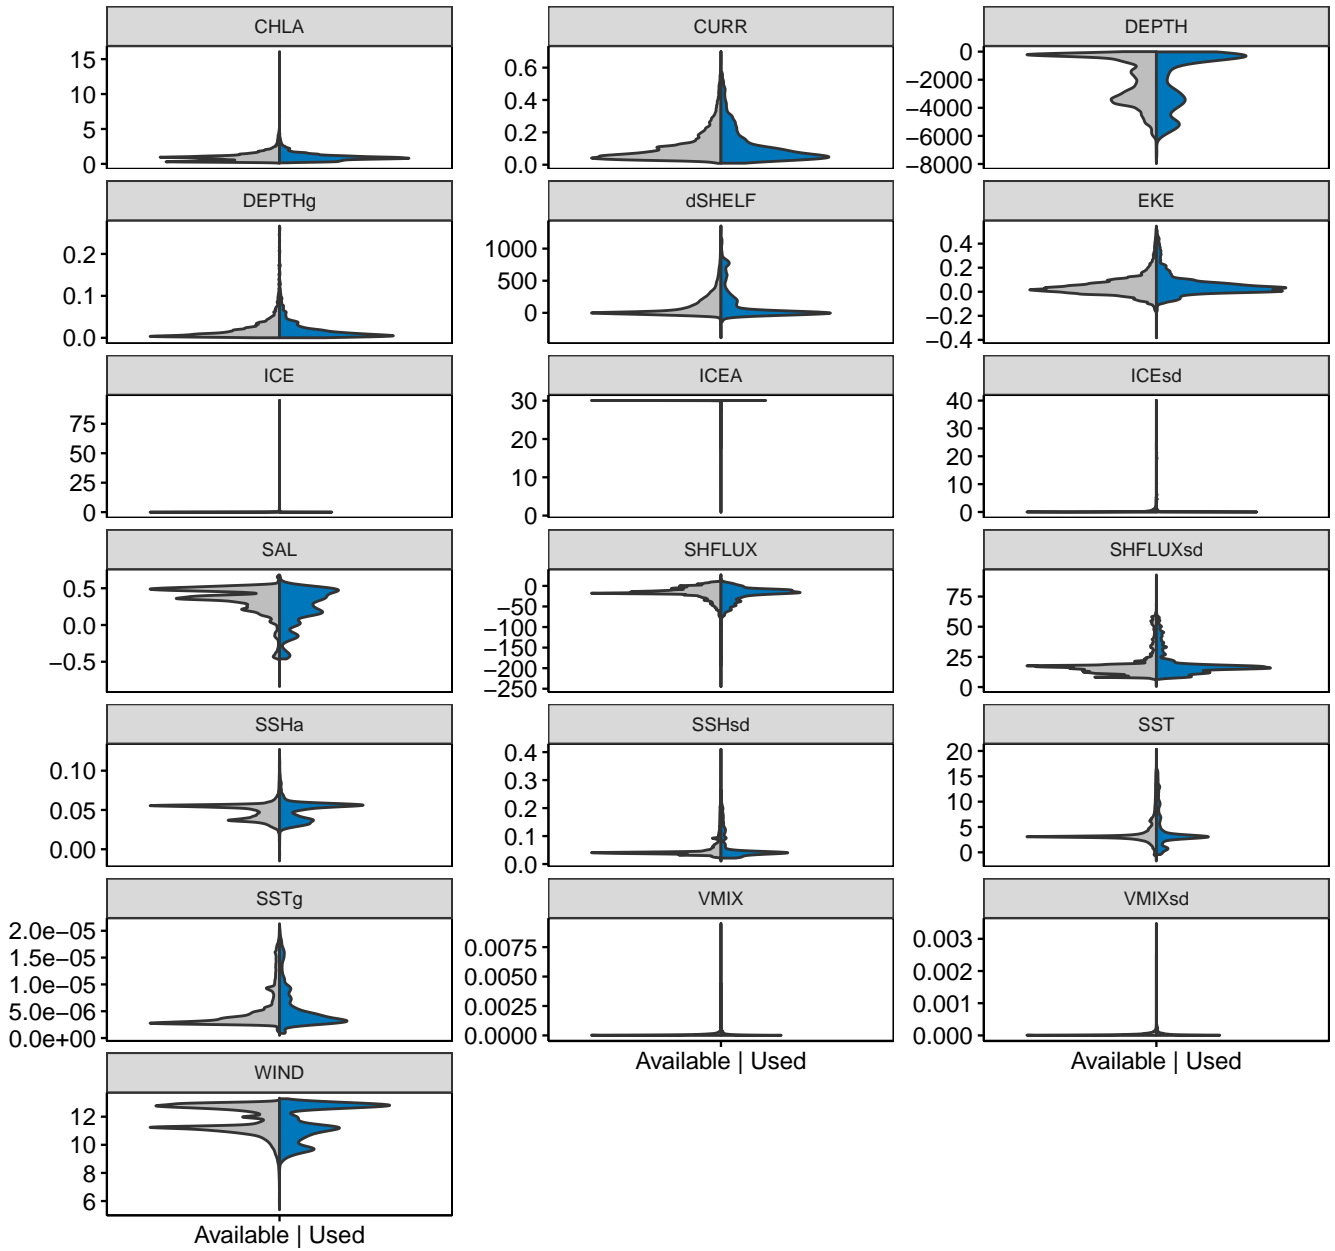 CHLA
15
10
5
0
CURR
0.6
0.4
0.2
0.0
DEPTH
0
−2000
−4000
−6000
−8000
DEPTHg
0.2
0.1
0.0
dSHELF
1000
500
0
EKE
0.4
0.2
0.0
−0.2
−0.4
ICE
75
50
25
0
ICEA
30
20
10
0
ICEsd
40
30
20
10
0
SAL
0.5
0.0
−0.5
SHFLUX
0
−50
−100
−150
−200
−250
SHFLUXsd
75
50
25
0
SSHa
0.10
0.05
0.00
SSHsd
0.4
0.3
0.2
0.1
0.0
SST
20
15
10
5
0
SSTg
2.0e−05
1.5e−05
1.0e−05
5.0e−06
0.0e+00
VMIX
0.0075
0.0050
0.0025
0.0000
Available | Used
VMIXsd
0.003
0.002
0.001
0.000
Available | Used
WIND
12
10
8
6
Available | Used